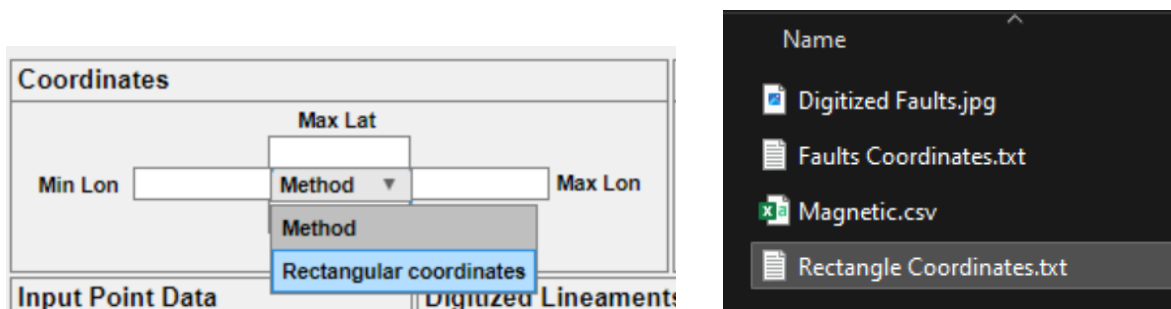 Coordinates
Max Lat
Min Lon
Method
Max Lon
Method
Rectangular coordinates
Input Point Data
Digitized Lineaments
Name
Digitized Faults.jpg
Faults Coordinates.txt
Magnetic.csv
Rectangle Coordinates.txt